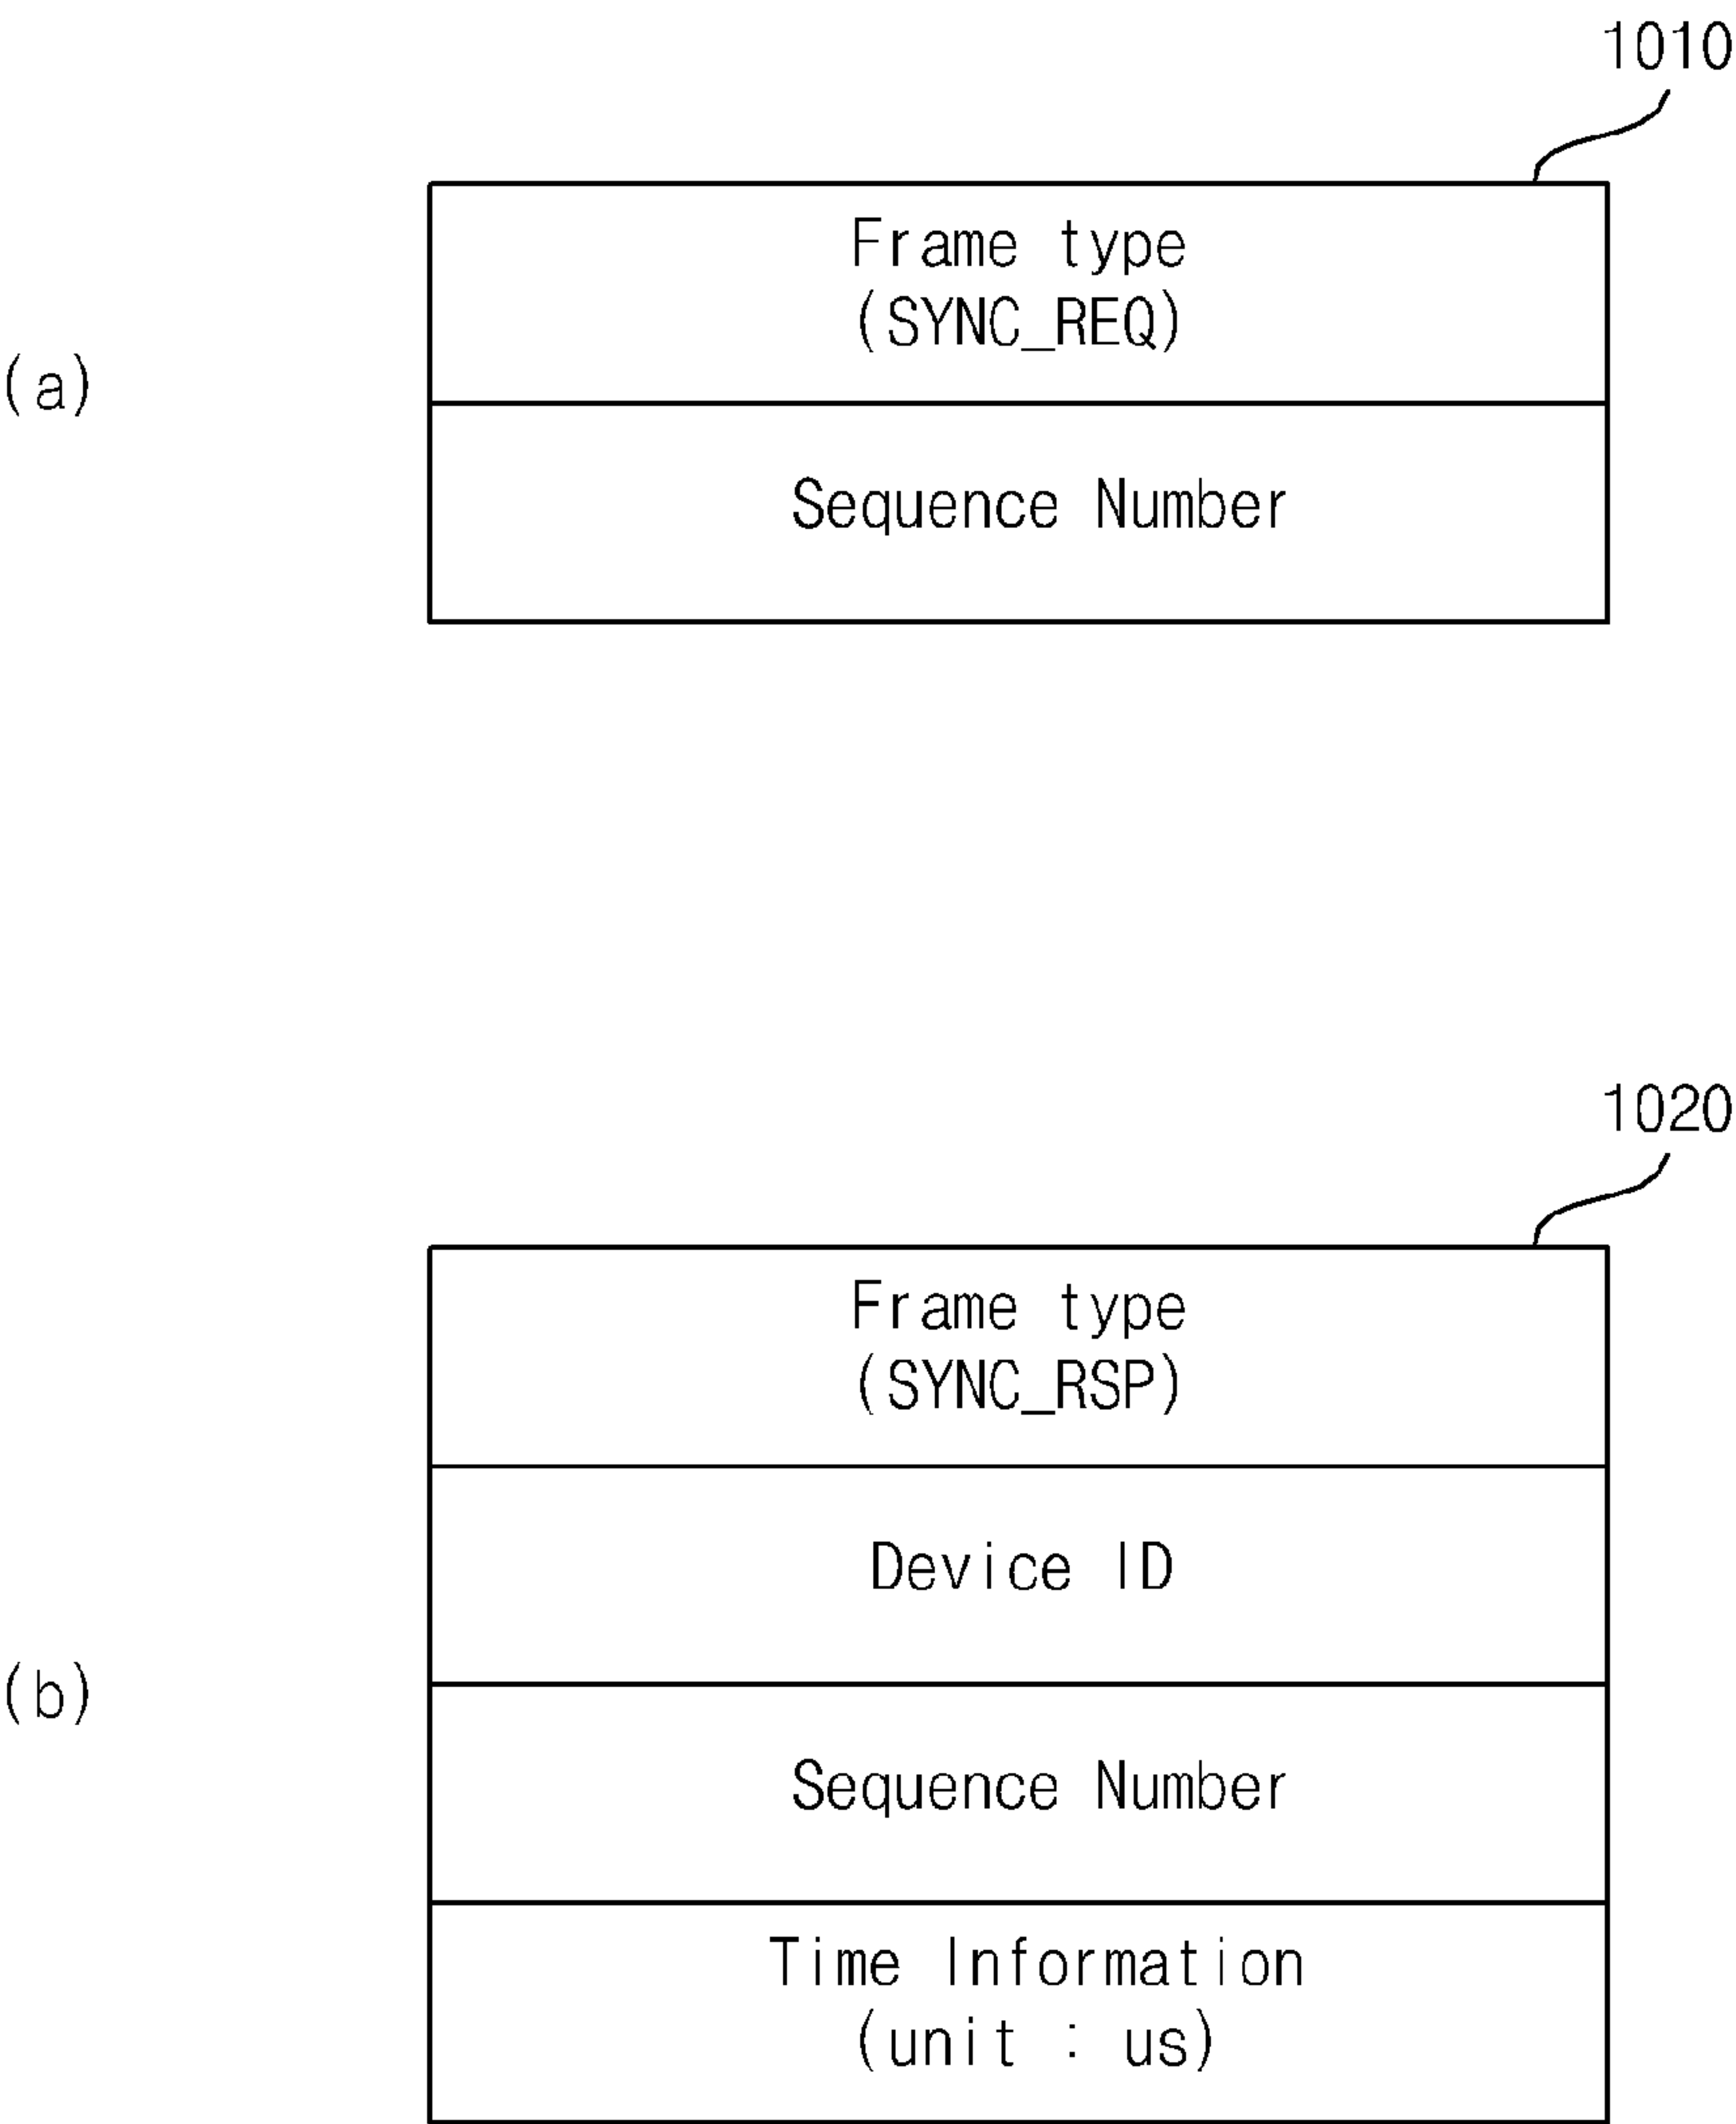 1010
Frame type
(SYNC_REQ)
(a)
Sequence Number
1020
Frame type
(SYNC_RSP)
Device ID
(b)
Sequence Number
Time Information
(unit : us)